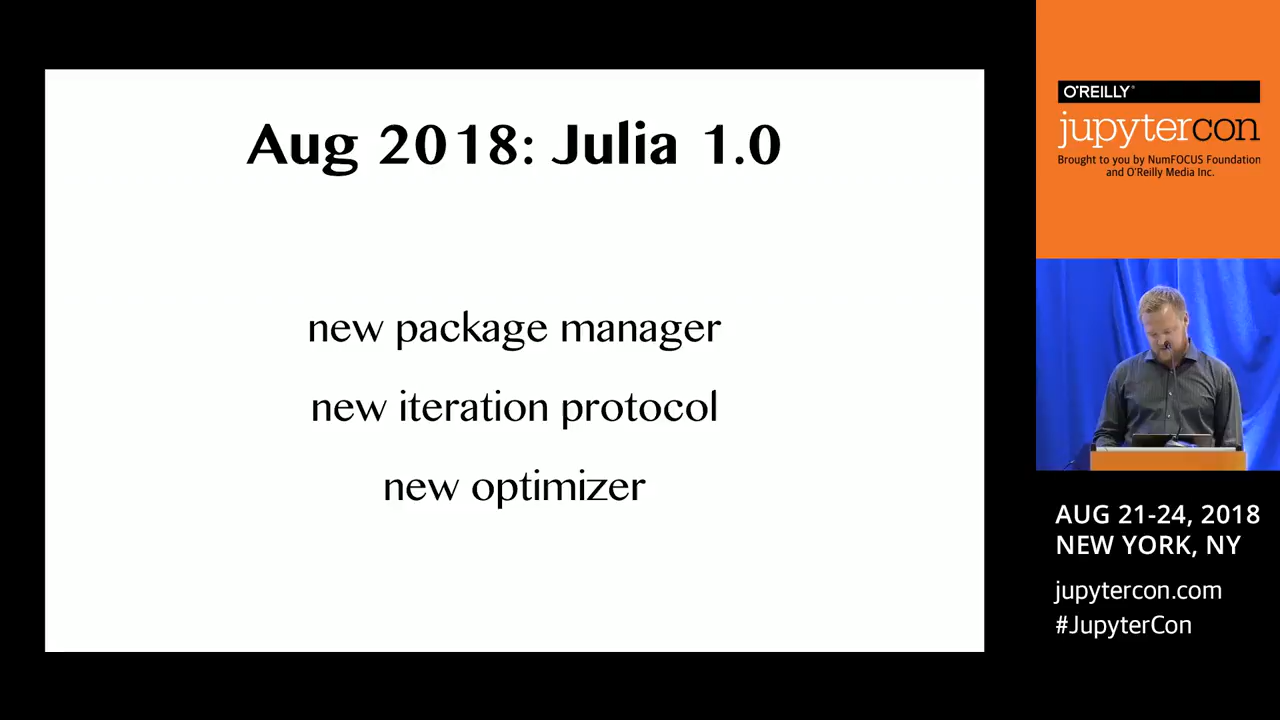 Aug 2018: Julia 1.0
new package manager
new iteration protocol
new optimizer
O'REILLY®
jupytercon
Brought to you by NumFOCUS Foundation
and O'Reilly Media Inc.
AUG 21-24, 2018
NEW YORK, NY
jupytercon.com
#JupyterCon